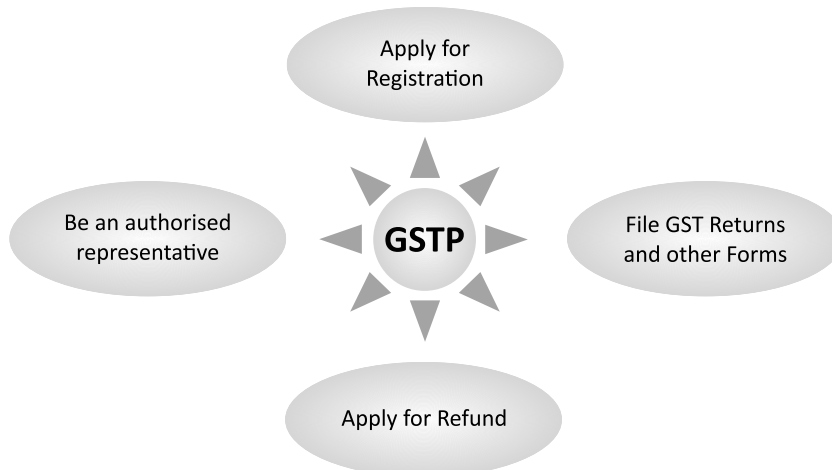 Apply for
Registration
Be an authorised
representative
GSTP
File GST Returns
and other Forms
Apply for Refund